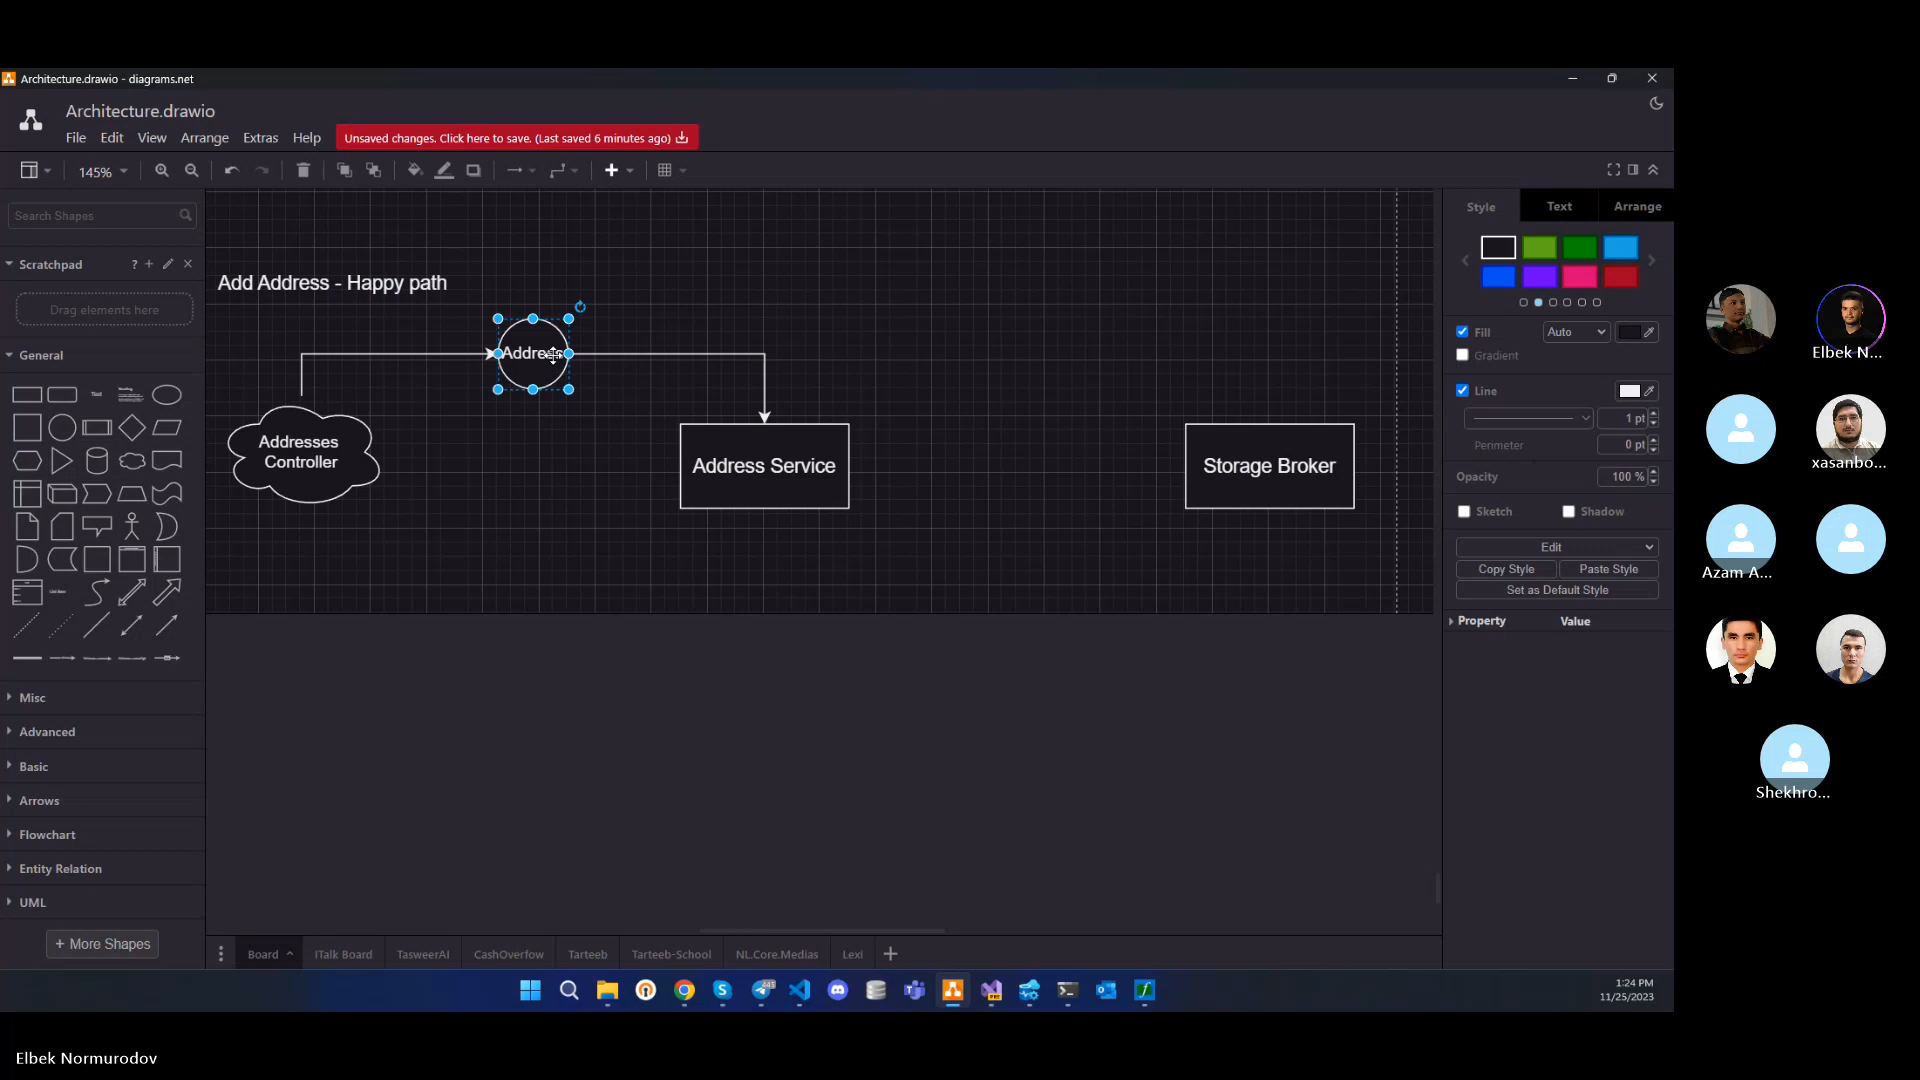 Architecture.drawio - diagrams.net
Architecture.drawio
File Edit View Arrange Extras Help
Unsaved changes. Click here to save. (Last saved 6 minutes ago)
145%
Search Shapes
Scratchpad
?
Drag elements here
General
Text
Misc
Advanced
Basic
Arrows
Flowchart
Entity Relation
UML
+ More Shapes
Add Address - Happy path
Address
Addresses
Controller
Address Service
Storage Broker
Style Text Arrange
Fill Auto
Gradient
Line
1 pt
Perimeter 0 pt
Opacity 100 %
Sketch Shadow
Edit
Copy Style Paste Style
Set as Default Style
Property Value
Board ITalk Board TasweerAI CashOverfow Tarteeb Tarteeb-School NL.Core.Medias Lexi
1:24 PM
11/25/2023
Elbek N...
xasanbo...
Azam A...
Shekhro...
Elbek Normurodov